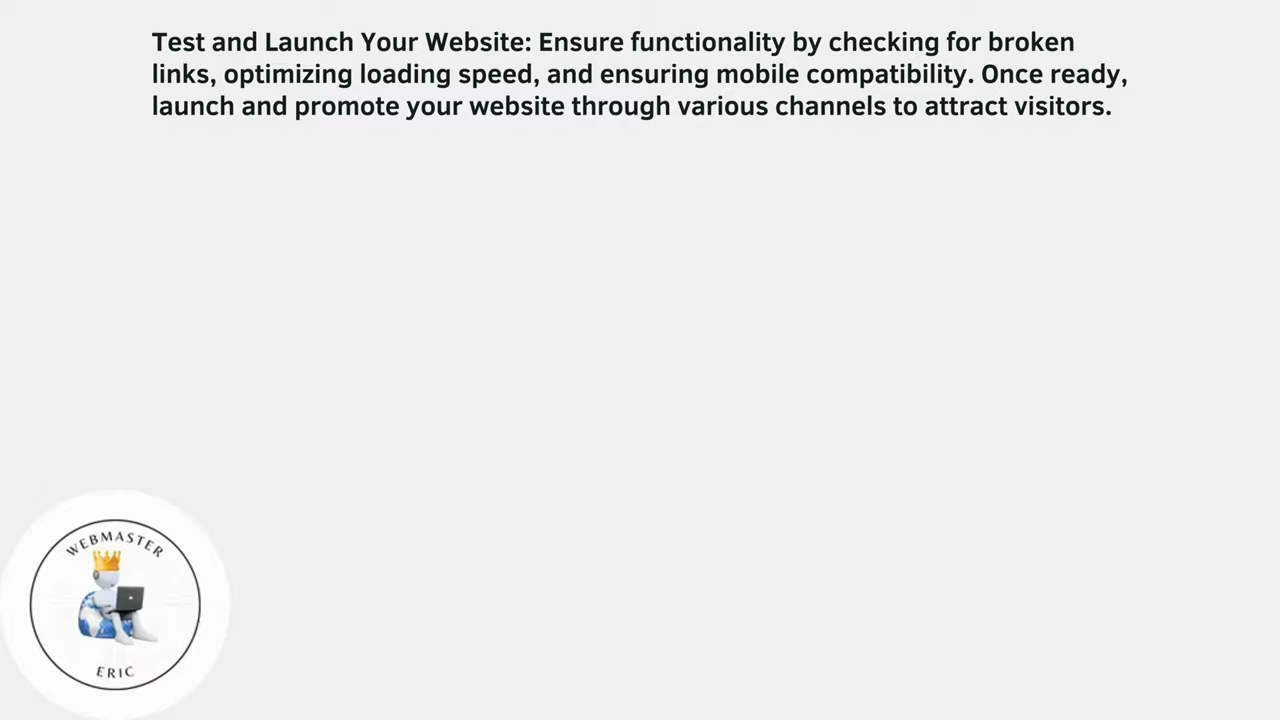 Test and Launch Your Website: Ensure functionality by checking for broken
links, optimizing loading speed, and ensuring mobile compatibility. Once ready,
launch and promote your website through various channels to attract visitors.
WEBMASTER
ERIC